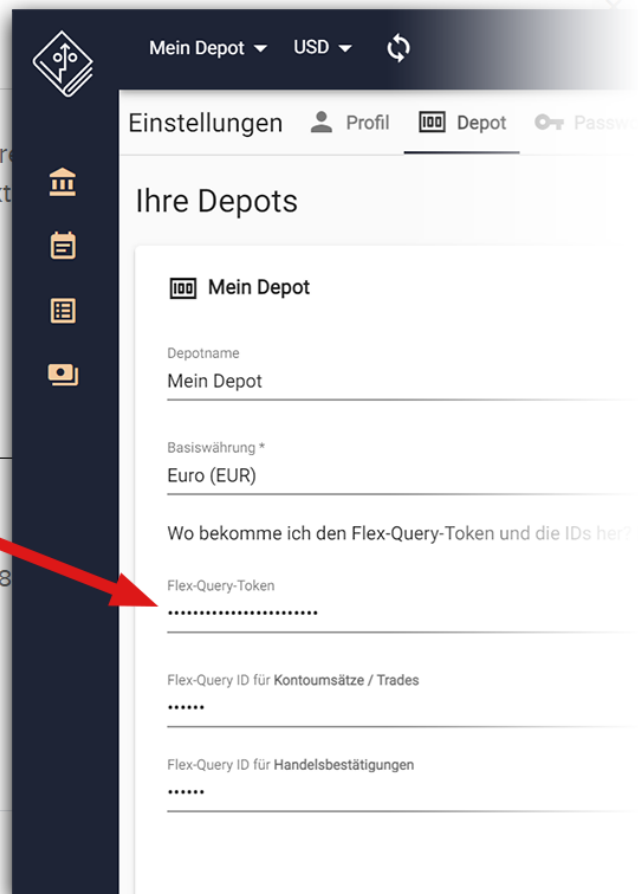 Mein Depot USD
Einstellungen Profil Depot
Ihre Depots
Mein Depot
Depotname
Mein Depot
Basiswährung *
Euro (EUR)
Wo bekomme ich den Flex-Query-Token und die IDs her?
Flex-Query-Token
••••••••••••••••••••••••
Flex-Query ID für Kontoumsätze / Trades
••••••
Flex-Query ID für Handelsbestätigungen
••••••
8